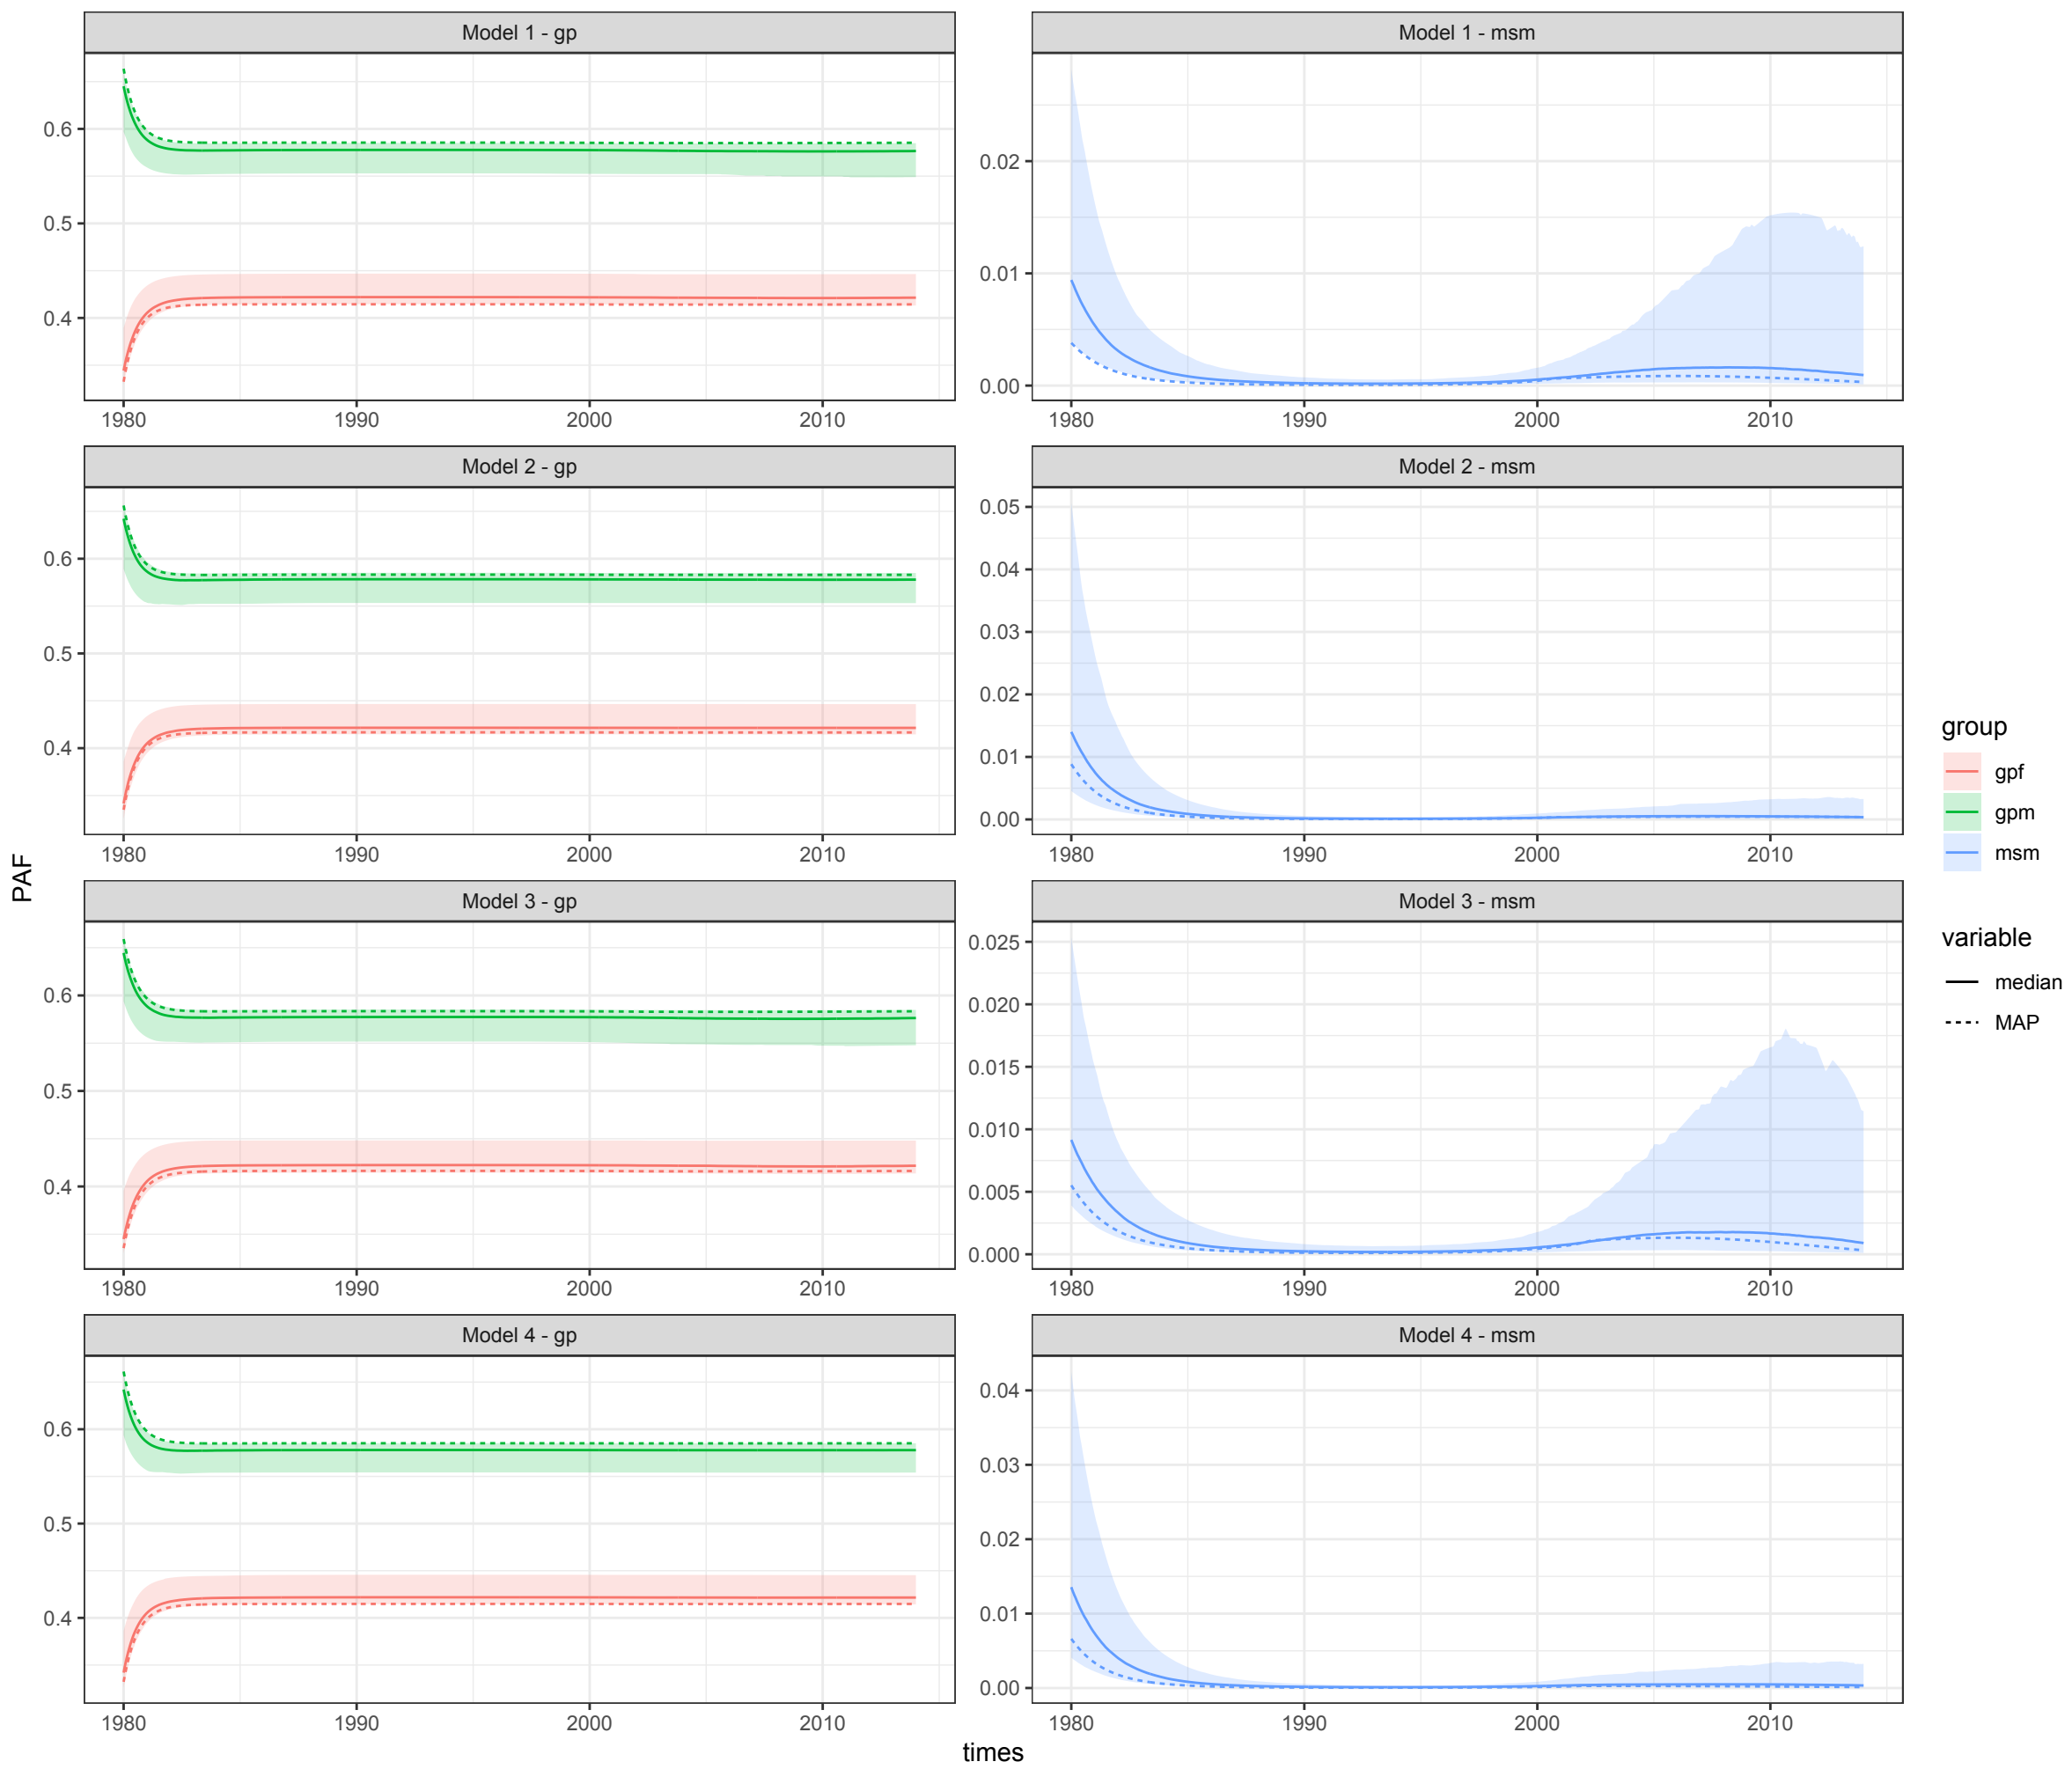 Model 1 - gp
Model 1 - msm
0.6
0.5
0.4
0.02
0.01
0.00
1980 1990 2000 2010
1980 1990 2000 2010
Model 2 - gp
Model 2 - msm
0.6
0.5
0.4
0.05
0.04
0.03
0.02
0.01
0.00
1980 1990 2000 2010
1980 1990 2000 2010
Model 3 - gp
Model 3 - msm
0.6
0.5
0.4
0.025
0.020
0.015
0.010
0.005
0.000
1980 1990 2000 2010
1980 1990 2000 2010
Model 4 - gp
Model 4 - msm
0.6
0.5
0.4
0.04
0.03
0.02
0.01
0.00
1980 1990 2000 2010
1980 1990 2000 2010
PAF
times
group
gpf
gpm
msm
variable
median
MAP